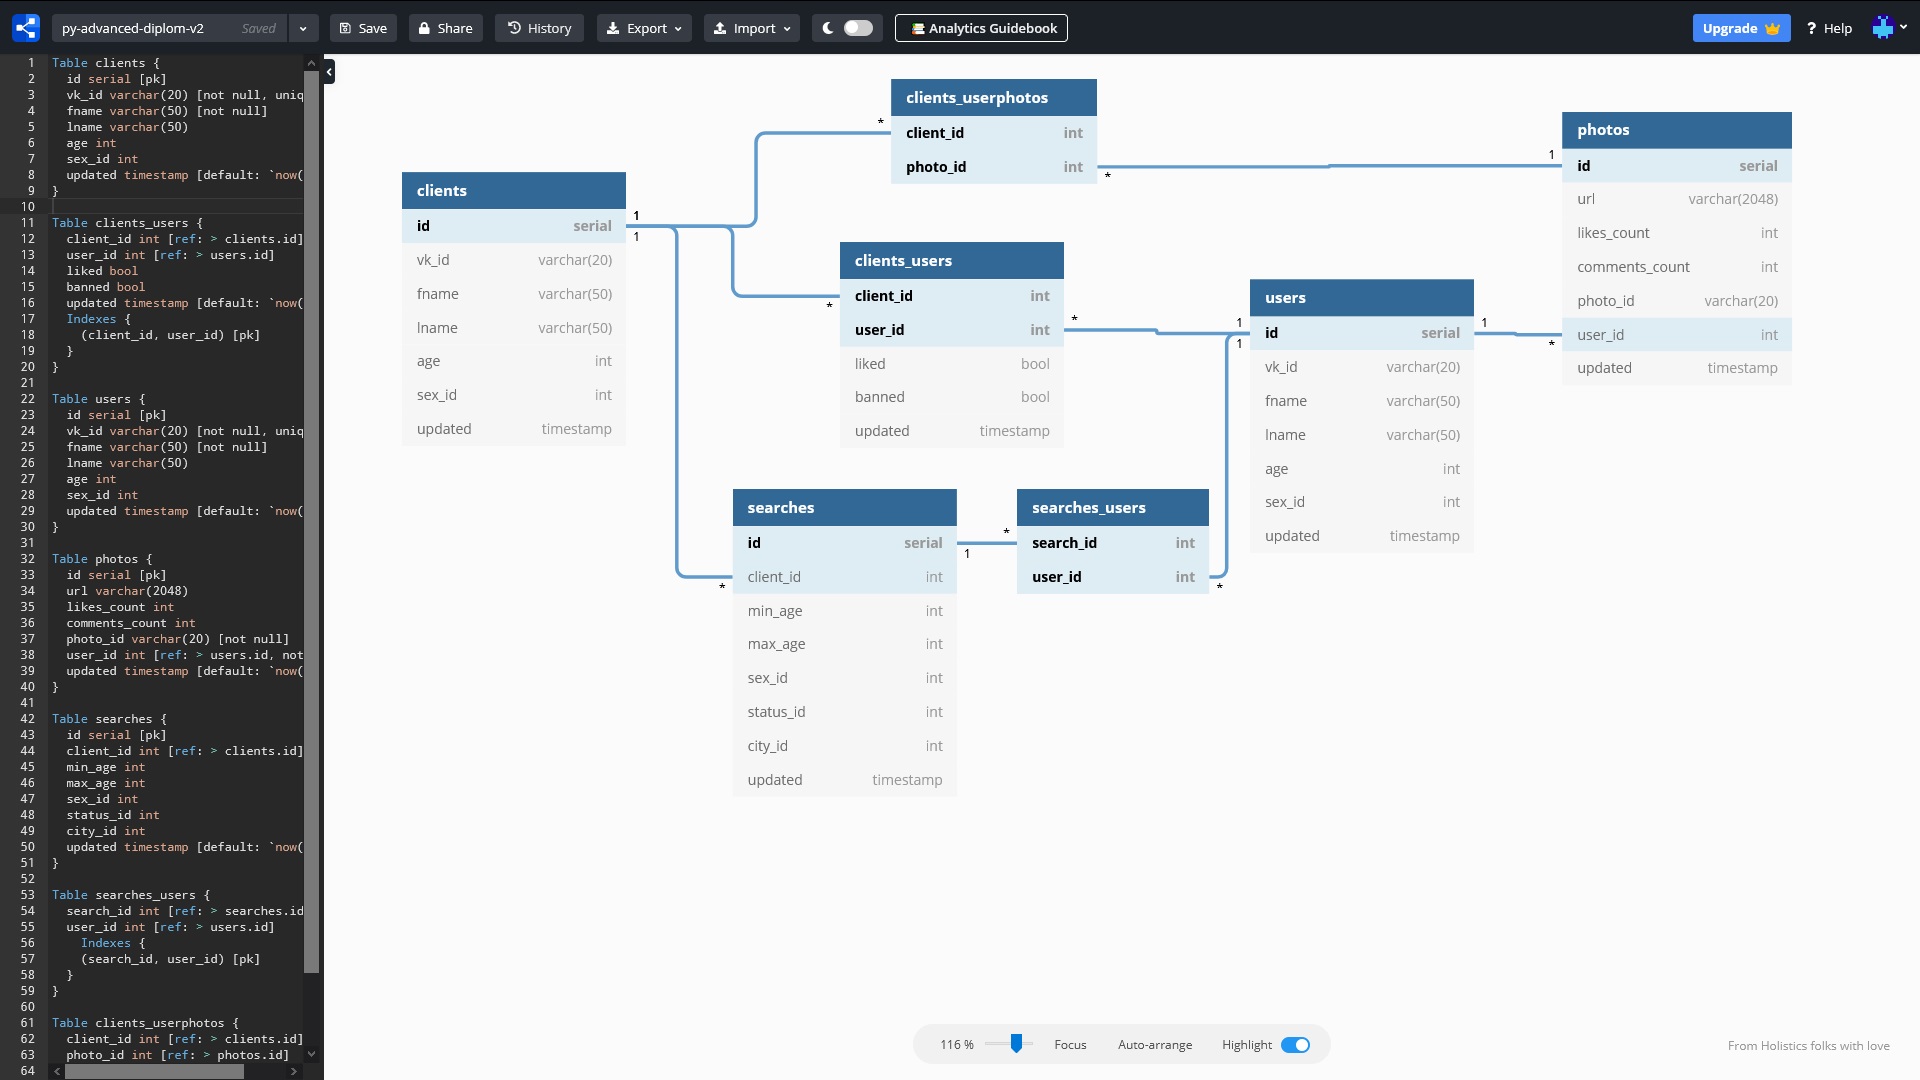 py-advanced-diplom-v2 Saved Save Share History Export Import 📚 Analytics Guidebook Upgrade ? Help
1 Table clients {
2 id serial [pk]
3 vk_id varchar(20) [not null, uniq
4 fname varchar(50) [not null]
5 lname varchar(50)
6 age int
7 sex_id int
8 updated timestamp [default: `now(
9 }
10
11 Table clients_users {
12 client_id int [ref: > clients.id]
13 user_id int [ref: > users.id]
14 liked bool
15 banned bool
16 updated timestamp [default: `now(
17 Indexes {
18 (client_id, user_id) [pk]
19 }
20 }
21
22 Table users {
23 id serial [pk]
24 vk_id varchar(20) [not null, uniq
25 fname varchar(50) [not null]
26 lname varchar(50)
27 age int
28 sex_id int
29 updated timestamp [default: `now(
30 }
31
32 Table photos {
33 id serial [pk]
34 url varchar(2048)
35 likes_count int
36 comments_count int
37 photo_id varchar(20) [not null]
38 user_id int [ref: > users.id, not
39 updated timestamp [default: `now(
40 }
41
42 Table searches {
43 id serial [pk]
44 client_id int [ref: > clients.id]
45 min_age int
46 max_age int
47 sex_id int
48 status_id int
49 city_id int
50 updated timestamp [default: `now(
51 }
52
53 Table searches_users {
54 search_id int [ref: > searches.id
55 user_id int [ref: > users.id]
56 Indexes {
57 (search_id, user_id) [pk]
58 }
59 }
60
61 Table clients_userphotos {
62 client_id int [ref: > clients.id]
63 photo_id int [ref: > photos.id]
64
clients
id serial
vk_id varchar(20)
fname varchar(50)
lname varchar(50)
age int
sex_id int
updated timestamp
1
1
clients_userphotos
* client_id int
photo_id int *
clients_users
client_id int
*
user_id int *
liked bool
banned bool
updated timestamp
searches
id serial 1
client_id int
*
min_age int
max_age int
sex_id int
status_id int
city_id int
updated timestamp
searches_users
* search_id int
user_id int *
users
1
1
id serial 1
vk_id varchar(20)
fname varchar(50)
lname varchar(50)
age int
sex_id int
updated timestamp
photos
1
id serial
url varchar(2048)
likes_count int
comments_count int
photo_id varchar(20)
user_id int
*
updated timestamp
116 % Focus Auto-arrange Highlight
From Holistics folks with love